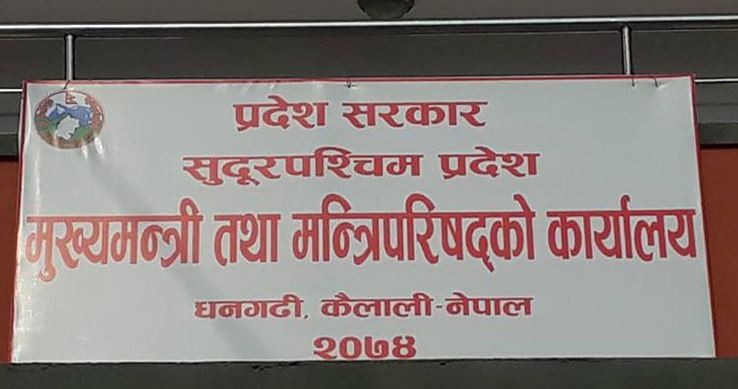 प्रदेश सरकार
सुदूरपश्चिम प्रदेश
मुख्यमन्त्री तथा मन्त्रिपरिषद्को कार्यालय
धनगढी, कैलाली-नेपाल
२०७४